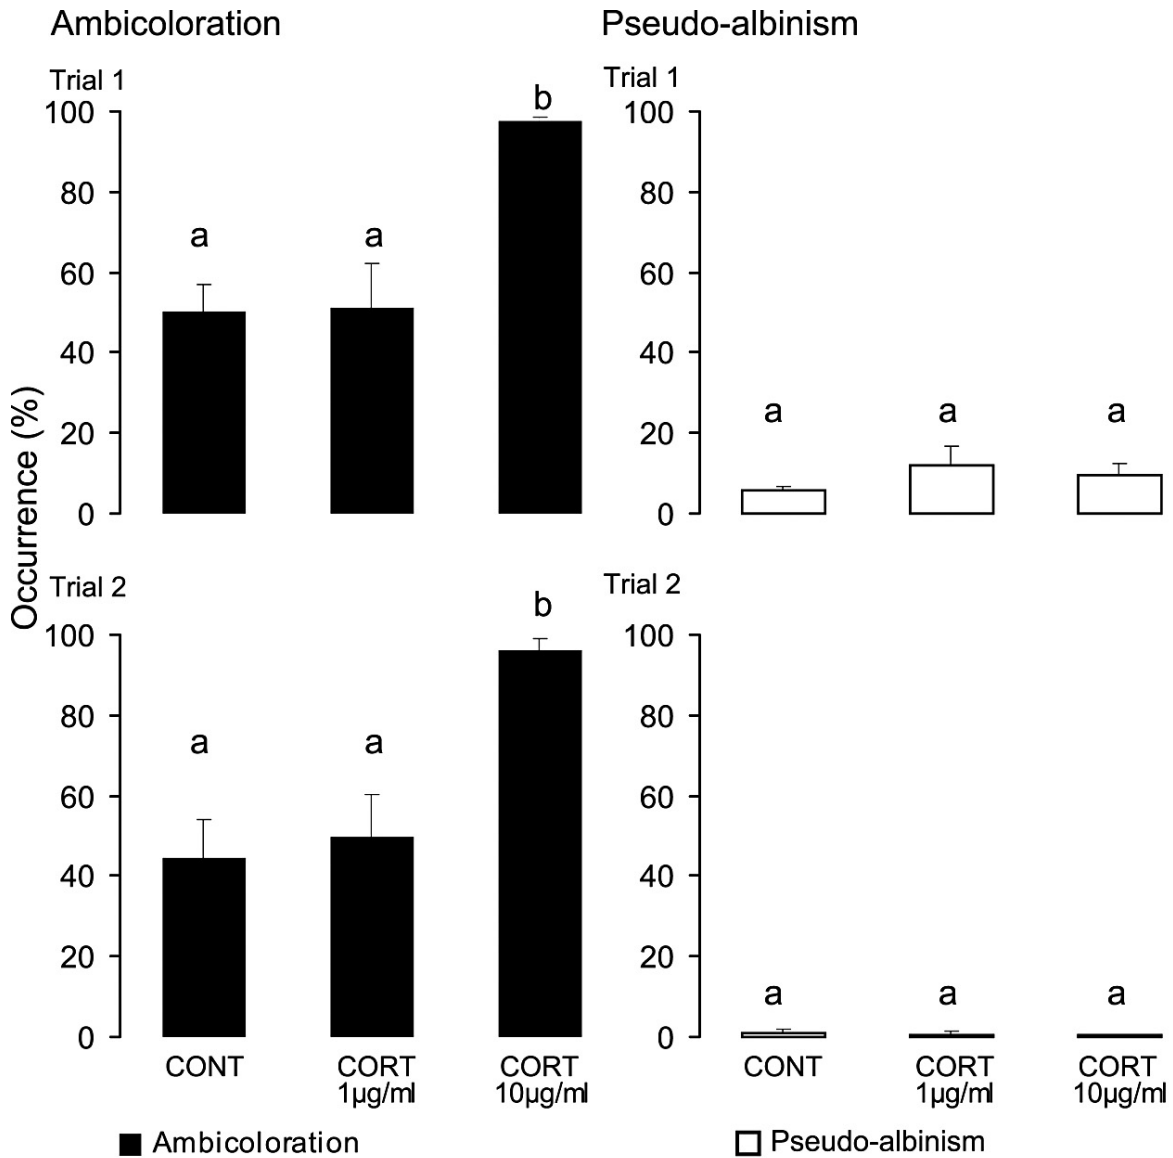 Ambicoloration
Pseudo-albinism
Occurrence (%)
Trial 1
100
80
60
40
20
0
a
a
b
Trial 1
100
80
60
40
20
0
a
a
a
Trial 2
100
80
60
40
20
0
a
a
b
CONT
CORT
1µg/ml
CORT
10µg/ml
Trial 2
100
80
60
40
20
0
a
a
a
CONT
CORT
1µg/ml
CORT
10µg/ml
Ambicoloration
Pseudo-albinism